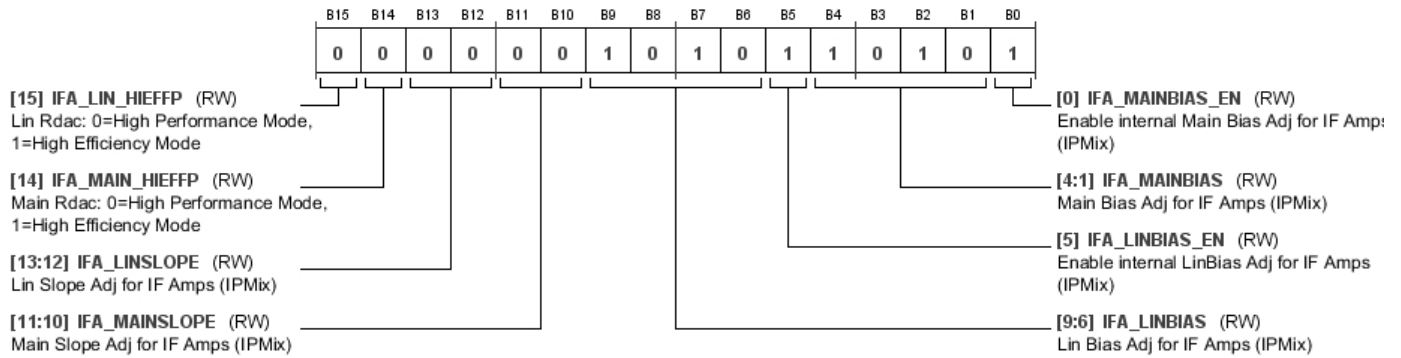 B15 B14 B13 B12 B11 B10 B9 B8 B7 B6 B5 B4 B3 B2 B1 B0
0 0 0 0 0 0 1 0 1 0 1 1 0 1 0 1
[15] IFA_LIN_HIEFFP (RW)
Lin Rdac: 0=High Performance Mode,
1=High Efficiency Mode
[14] IFA_MAIN_HIEFFP (RW)
Main Rdac: 0=High Performance Mode,
1=High Efficiency Mode
[13:12] IFA_LINSLOPE (RW)
Lin Slope Adj for IF Amps (IPMix)
[11:10] IFA_MAINSLOPE (RW)
Main Slope Adj for IF Amps (IPMix)
[0] IFA_MAINBIAS_EN (RW)
Enable internal Main Bias Adj for IF Amps
(IPMix)
[4:1] IFA_MAINBIAS (RW)
Main Bias Adj for IF Amps (IPMix)
[5] IFA_LINBIAS_EN (RW)
Enable internal LinBias Adj for IF Amps
(IPMix)
[9:6] IFA_LINBIAS (RW)
Lin Bias Adj for IF Amps (IPMix)